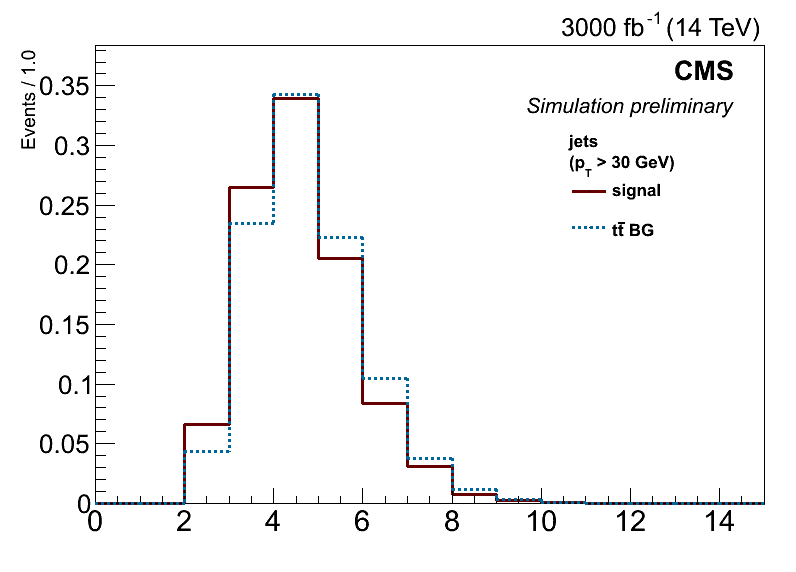 3000 fb⁻¹ (14 TeV)
Events / 1.0
CMS
Simulation preliminary
jets
(p_T > 30 GeV)
signal
tt̄ BG
0.35
0.3
0.25
0.2
0.15
0.1
0.05
0
0 2 4 6 8 10 12 14